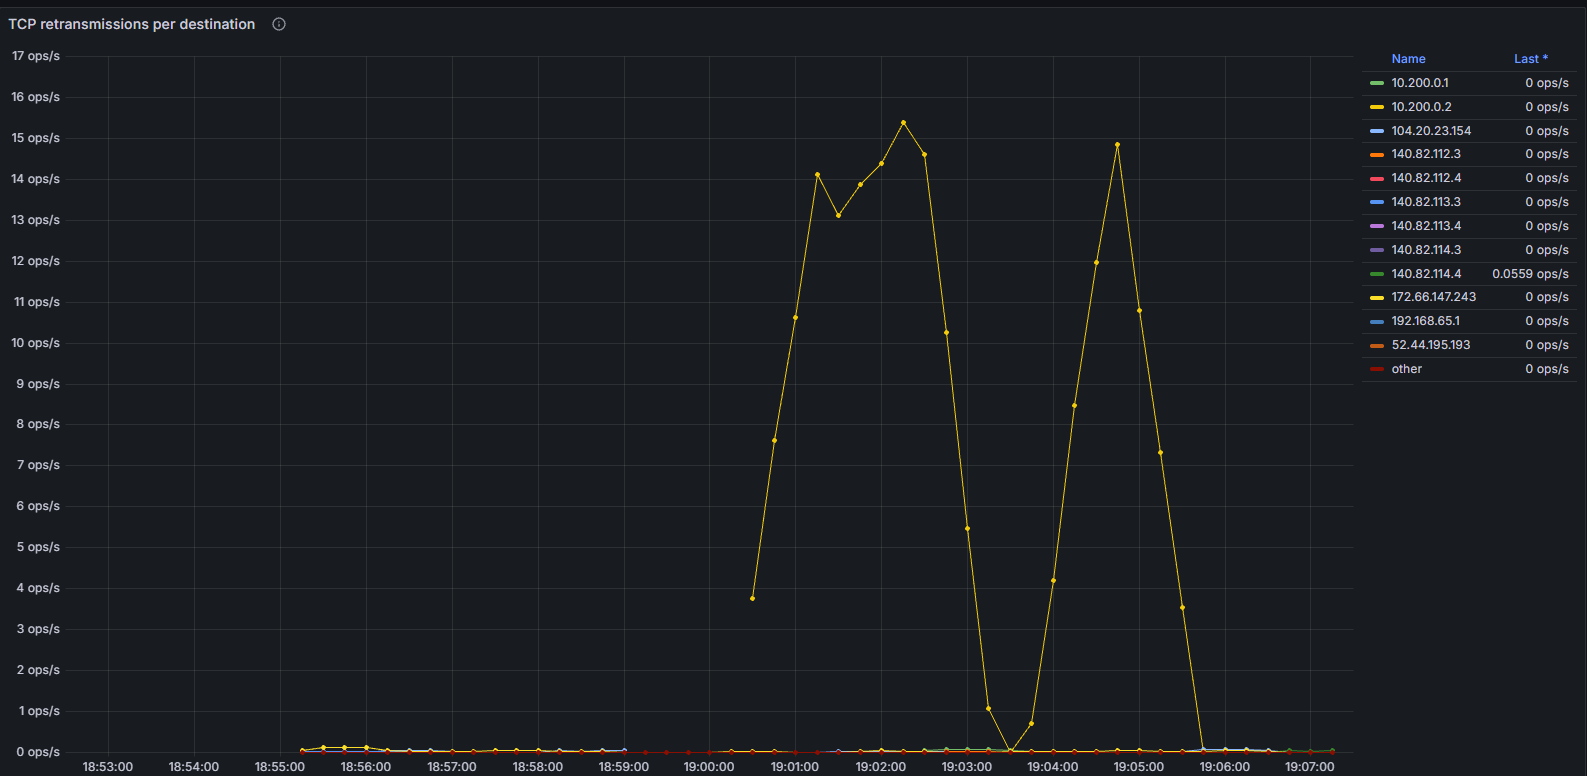 TCP retransmissions per destination
17 ops/s
16 ops/s
15 ops/s
14 ops/s
13 ops/s
12 ops/s
11 ops/s
10 ops/s
9 ops/s
8 ops/s
7 ops/s
6 ops/s
5 ops/s
4 ops/s
3 ops/s
2 ops/s
1 ops/s
0 ops/s
18:53:00 18:54:00 18:55:00 18:56:00 18:57:00 18:58:00 18:59:00 19:00:00 19:01:00 19:02:00 19:03:00 19:04:00 19:05:00 19:06:00 19:07:00
Name Last *
10.200.0.1 0 ops/s
10.200.0.2 0 ops/s
104.20.23.154 0 ops/s
140.82.112.3 0 ops/s
140.82.112.4 0 ops/s
140.82.113.3 0 ops/s
140.82.113.4 0 ops/s
140.82.114.3 0 ops/s
140.82.114.4 0.0559 ops/s
172.66.147.243 0 ops/s
192.168.65.1 0 ops/s
52.44.195.193 0 ops/s
other 0 ops/s